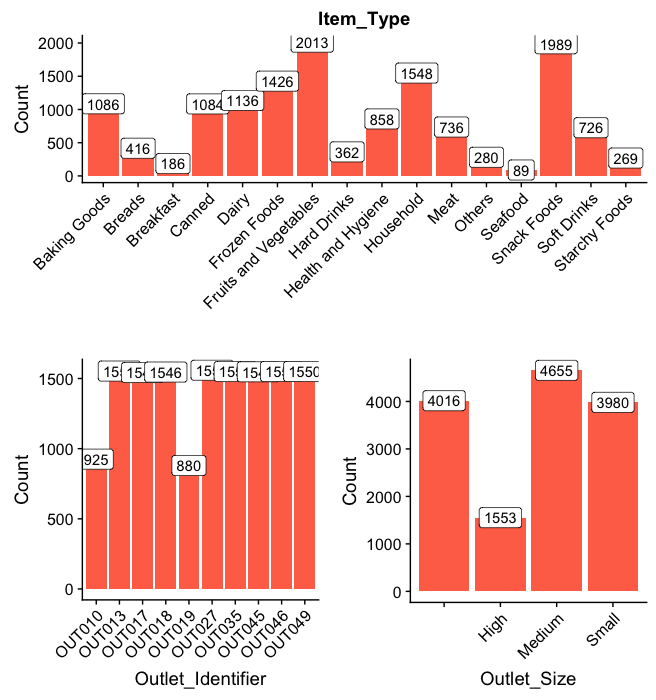 Item_Type
Count
2000
1500
1000
500
0
1086
416
186
1084
1136
1426
2013
362
858
1548
736
280
89
1989
726
269
Baking Goods
Breads
Breakfast
Canned
Dairy
Frozen Foods
Fruits and Vegetables
Hard Drinks
Health and Hygiene
Household
Meat
Others
Seafood
Snack Foods
Soft Drinks
Starchy Foods
Count
1500
1000
500
0
925
1546
880
1550
OUT010
OUT013
OUT017
OUT018
OUT019
OUT027
OUT035
OUT045
OUT046
OUT049
Outlet_Identifier
Count
4000
3000
2000
1000
0
4016
1553
4655
3980
High
Medium
Small
Outlet_Size